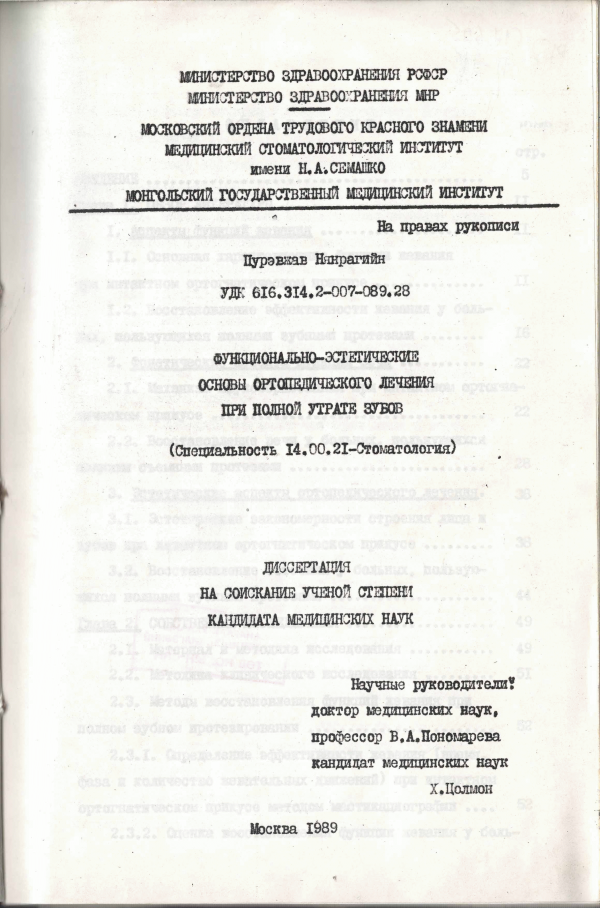 МИНИСТЕРСТВО ЗДРАВООХРАНЕНИЯ РСФСР
МИНИСТЕРСТВО ЗДРАВООХРАНЕНИЯ МНР
МОСКОВСКИЙ ОРДЕНА ТРУДОВОГО КРАСНОГО ЗНАМЕНИ
МЕДИЦИНСКИЙ СТОМАТОЛОГИЧЕСКИЙ ИНСТИТУТ
имени Н.А.СЕМАШКО
МОНГОЛЬСКИЙ ГОСУДАРСТВЕННЫЙ МЕДИЦИНСКИЙ ИНСТИТУТ
На правах рукописи
Цурэвжав Нянрагийн
УДК 616.314.2-007-089.28
ФУНКЦИОНАЛЬНО-ЭСТЕТИЧЕСКИЕ
ОСНОВЫ ОРТОПЕДИЧЕСКОГО ЛЕЧЕНИЯ
ПРИ ПОЛНОЙ УТРАТЕ ЗУБОВ
(Специальность 14.00.21-Стоматология)
ДИССЕРТАЦИЯ
НА СОИСКАНИЕ УЧЕНОЙ СТЕПЕНИ
КАНДИДАТА МЕДИЦИНСКИХ НАУК
Научные руководители:
доктор медицинских наук,
профессор В.А.Пономарева
кандидат медицинских наук
Х.Цолмон
Москва 1989